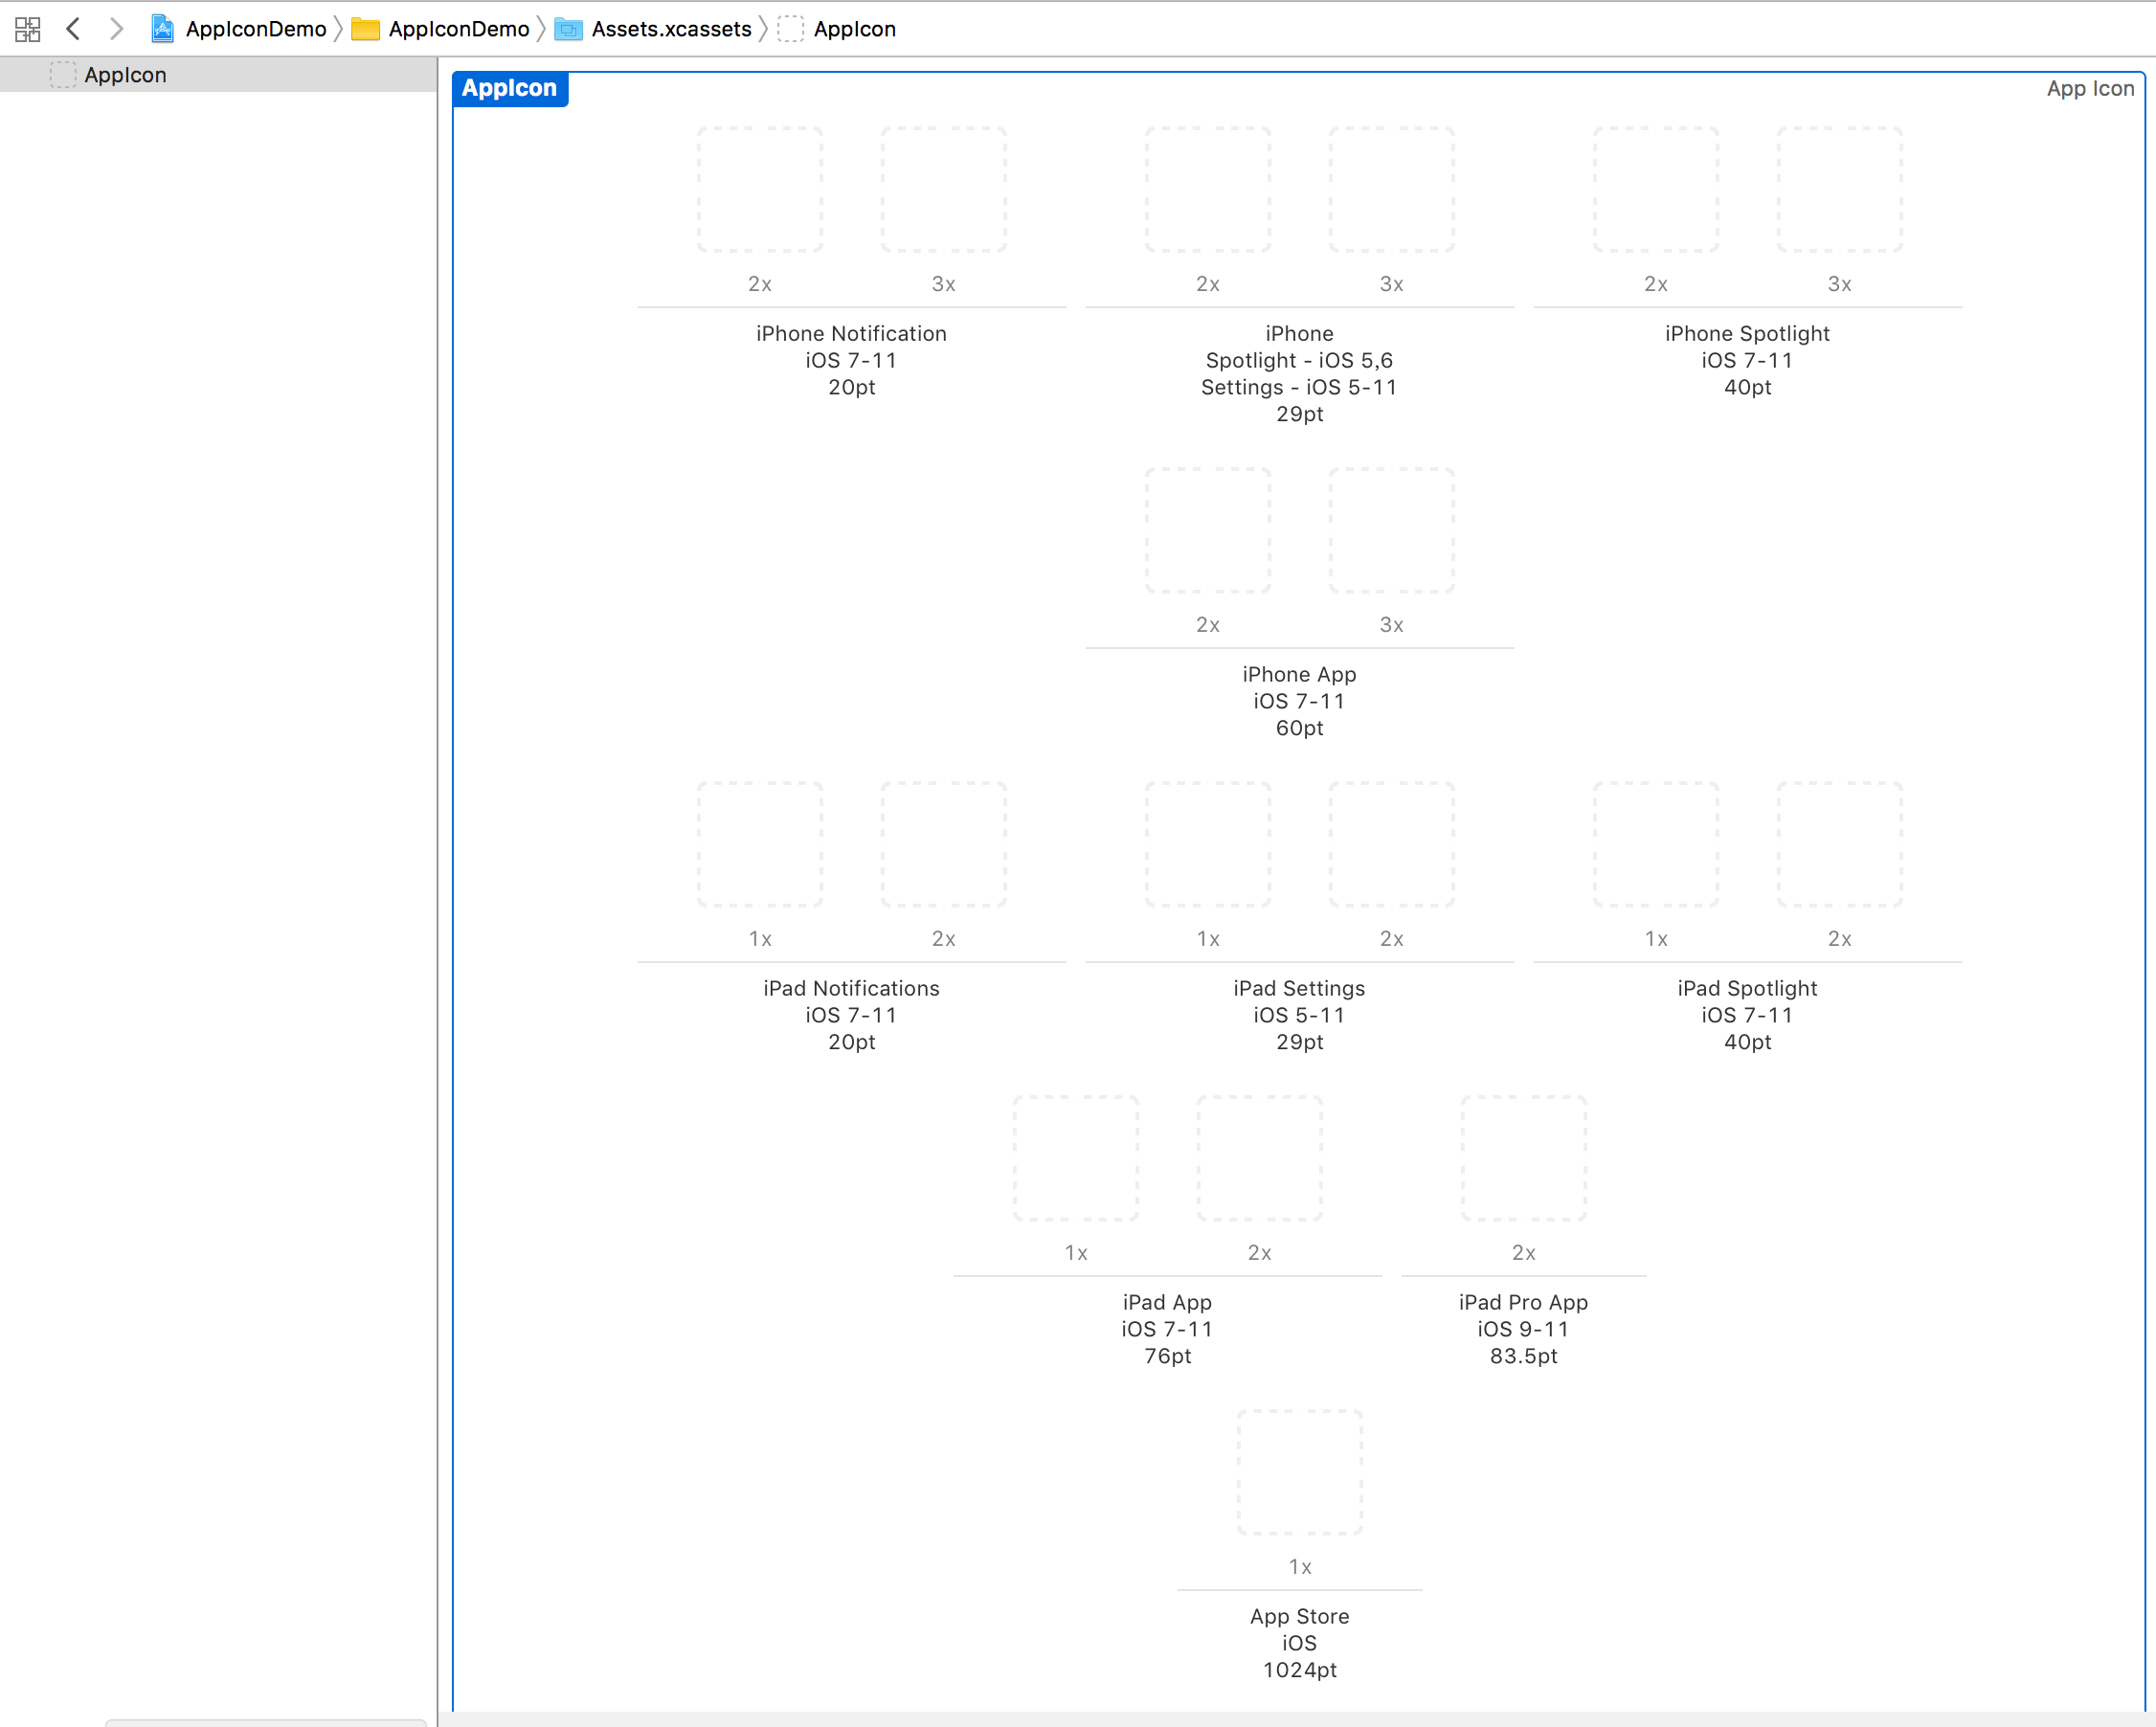 AppIconDemo AppIconDemo Assets.xcassets AppIcon
AppIcon
AppIcon App Icon
2x 3x 2x 3x 2x 3x
iPhone Notification
iOS 7-11
20pt
iPhone
Spotlight - iOS 5,6
Settings - iOS 5-11
29pt
iPhone Spotlight
iOS 7-11
40pt
2x 3x
iPhone App
iOS 7-11
60pt
1x 2x 1x 2x 1x 2x
iPad Notifications
iOS 7-11
20pt
iPad Settings
iOS 5-11
29pt
iPad Spotlight
iOS 7-11
40pt
1x 2x 2x
iPad App
iOS 7-11
76pt
iPad Pro App
iOS 9-11
83.5pt
1x
App Store
iOS
1024pt